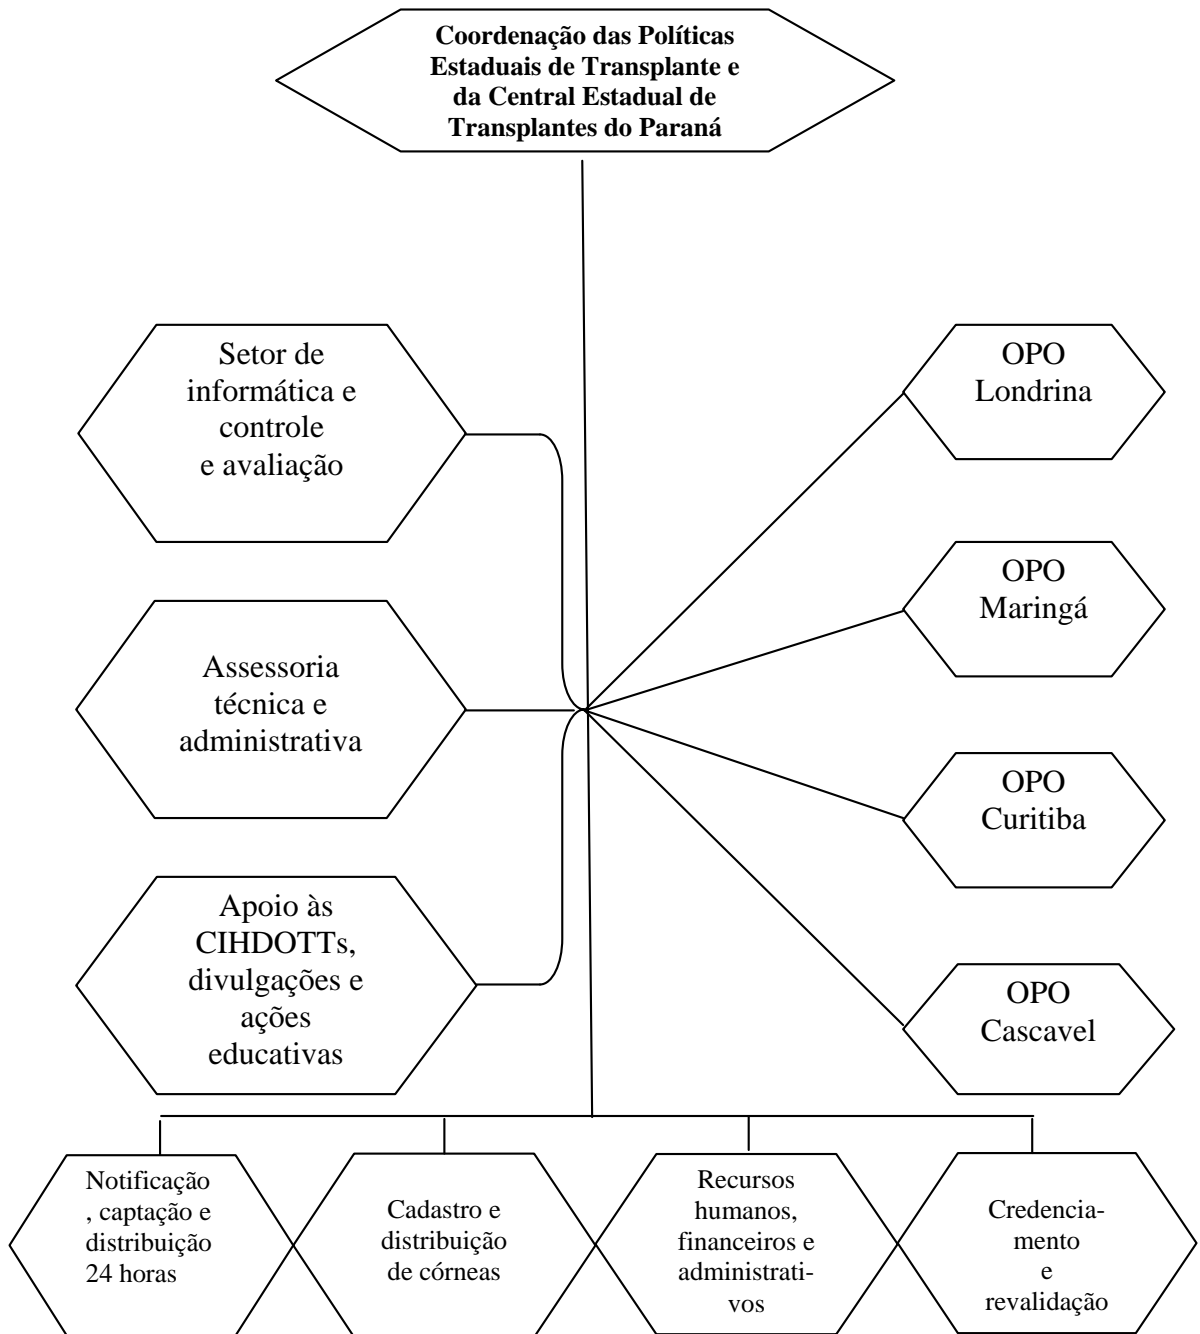 Coordenação das Políticas
Estaduais de Transplante e
da Central Estadual de
Transplantes do Paraná
Setor de
informática e
controle
e avaliação
OPO
Londrina
OPO
Maringá
Assessoria
técnica e
administrativa
OPO
Curitiba
Apoio às
CIHDOTTs,
divulgações e
ações
educativas
OPO
Cascavel
Notificação
, captação e
distribuição
24 horas
Cadastro e
distribuição
de córneas
Recursos
humanos,
financeiros e
administrati-
vos
Credencia-
mento
e
revalidação